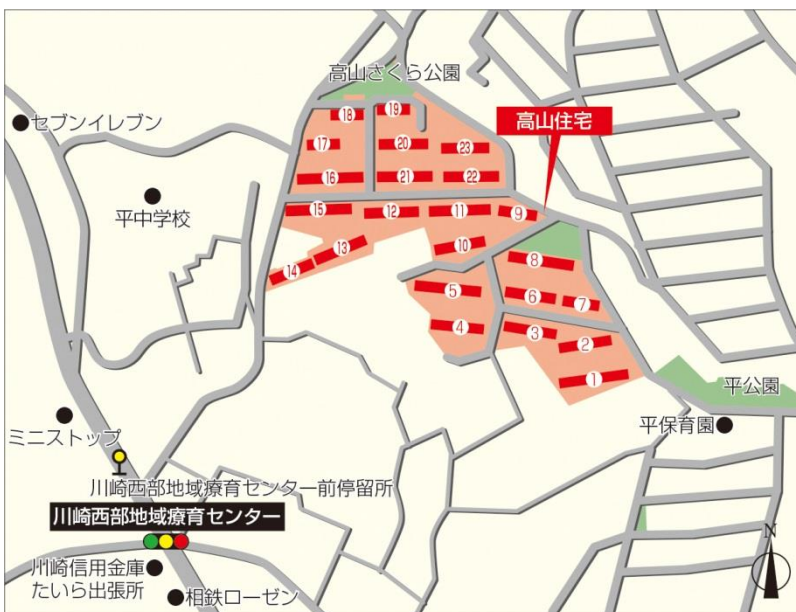 高山さくら公園
セブンイレブン
高山住宅
平中学校
⑱
⑲
⑰
⑳
㉓
⑯
㉑
㉒
⑮
⑫
⑪
⑨
⑭
⑬
⑩
⑧
⑤
⑥
⑦
④
③
②
①
平公園
平保育園
ミニストップ
川崎西部地域療育センター前停留所
川崎西部地域療育センター
川崎信用金庫
たいら出張所
相鉄ローゼン
N